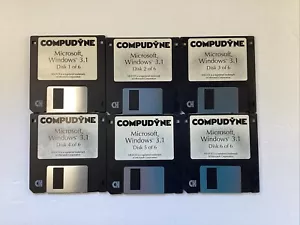 COMPUDYNE
Microsoft
Windows 3.1
Disk 1 of 6
COMPUDYNE
Microsoft
Windows 3.1
Disk 2 of 6
COMPUDYNE
Microsoft
Windows 3.1
Disk 3 of 6
COMPUDYNE
Microsoft
Windows 3.1
Disk 4 of 6
COMPUDYNE
Microsoft
Windows 3.1
Disk 5 of 6
COMPUDYNE
Microsoft
Windows 3.1
Disk 6 of 6